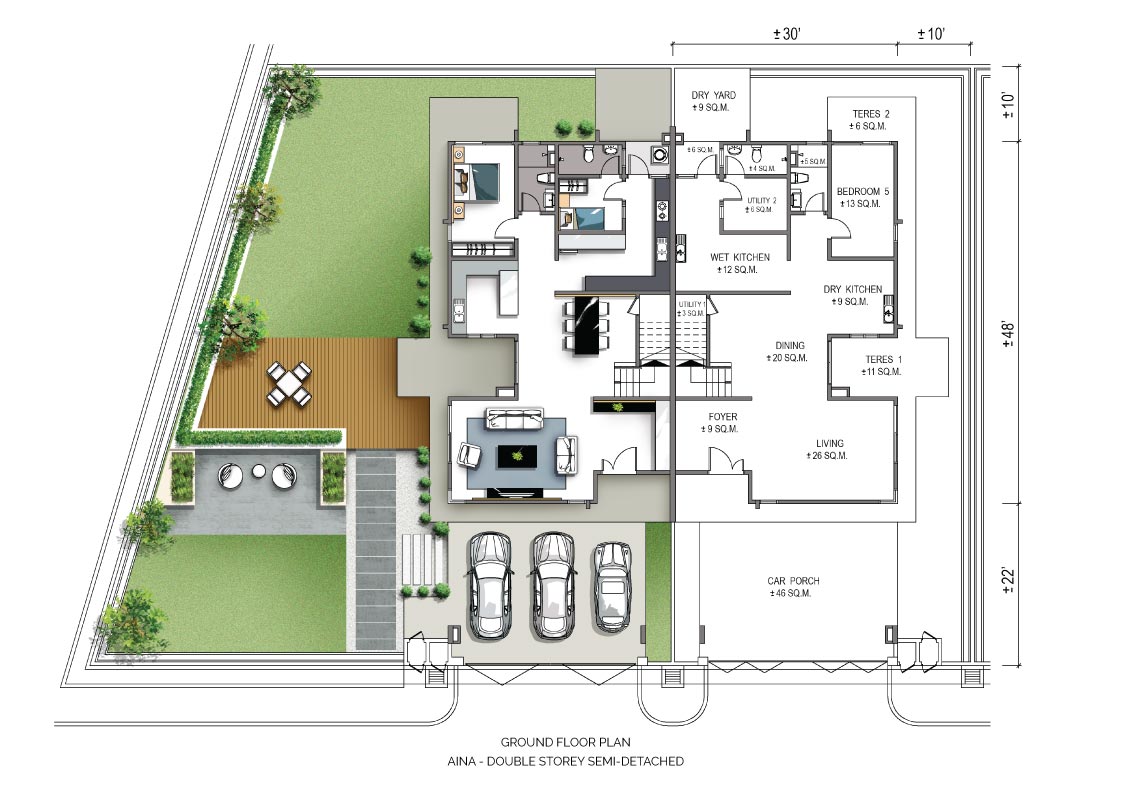 ±30'
±10'
DRY YARD
±9 SQ.M.
TERES 2
±6 SQ.M.
±10'
±6 SQ.M.
±4 SQ.M.
±5 SQ.M
BEDROOM 5
±13 SQ.M.
UTILITY 2
±6 SQ.M.
WET KITCHEN
±12 SQ.M.
DRY KITCHEN
±9 SQ.M.
UTILITY 1
±3 SQ.M.
±48'
DINING
±20 SQ.M.
TERES 1
±11 SQ.M.
FOYER
±9 SQ.M.
LIVING
±26 SQ.M.
CAR PORCH
±46 SQ.M.
±22'
GROUND FLOOR PLAN
AINA - DOUBLE STOREY SEMI-DETACHED